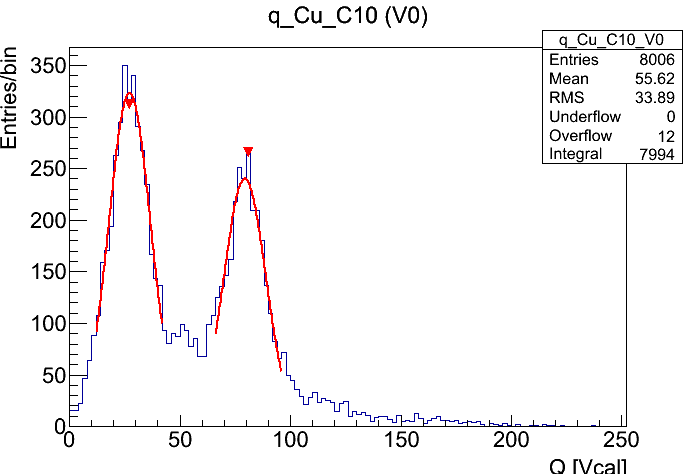 q_Cu_C10 (V0)
q_Cu_C10_V0
Entries 8006
Mean 55.62
RMS 33.89
Underflow 0
Overflow 12
Integral 7994
Entries/bin
350
300
250
200
150
100
50
0
0 50 100 150 200 250
Q [Vcal]